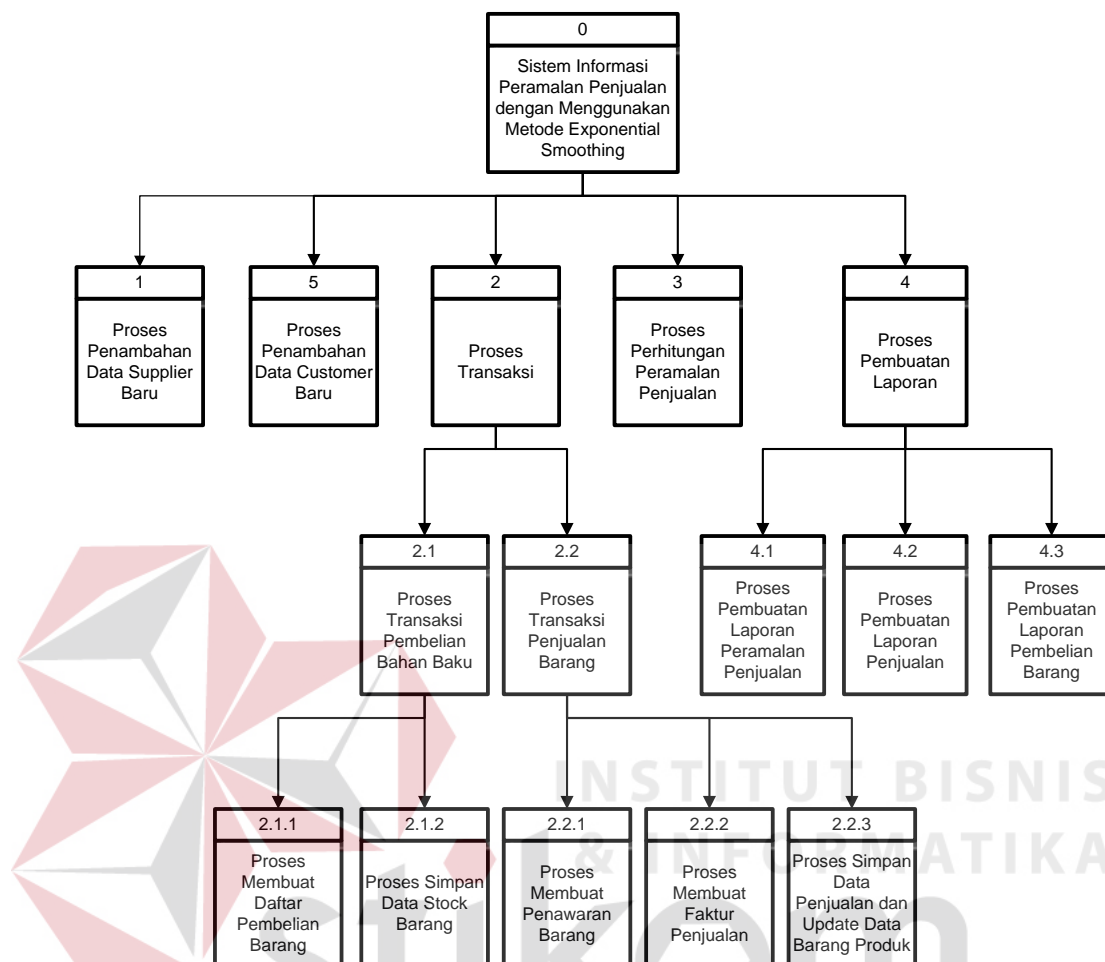 0
Sistem Informasi
Peramalan Penjualan
dengan Menggunakan
Metode Exponential
Smoothing
1
Proses
Penambahan
Data Supplier
Baru
5
Proses
Penambahan
Data Customer
Baru
2
Proses
Transaksi
3
Proses
Perhitungan
Peramalan
Penjualan
4
Proses
Pembuatan
Laporan
2.1
Proses
Transaksi
Pembelian
Bahan Baku
2.2
Proses
Transaksi
Penjualan
Barang
4.1
Proses
Pembuatan
Laporan
Peramalan
Penjualan
4.2
Proses
Pembuatan
Laporan
Penjualan
4.3
Proses
Pembuatan
Laporan
Pembelian
Barang
INSTITUT BISNIS
& INFORMATIKA
stikom
2.1.1
Proses
Membuat
Daftar
Pembelian
Barang
2.1.2
Proses Simpan
Data Stock
Barang
2.2.1
Proses
Membuat
Penawaran
Barang
2.2.2
Proses
Membuat
Faktur
Penjualan
2.2.3
Proses Simpan
Data
Penjualan dan
Update Data
Barang Produk